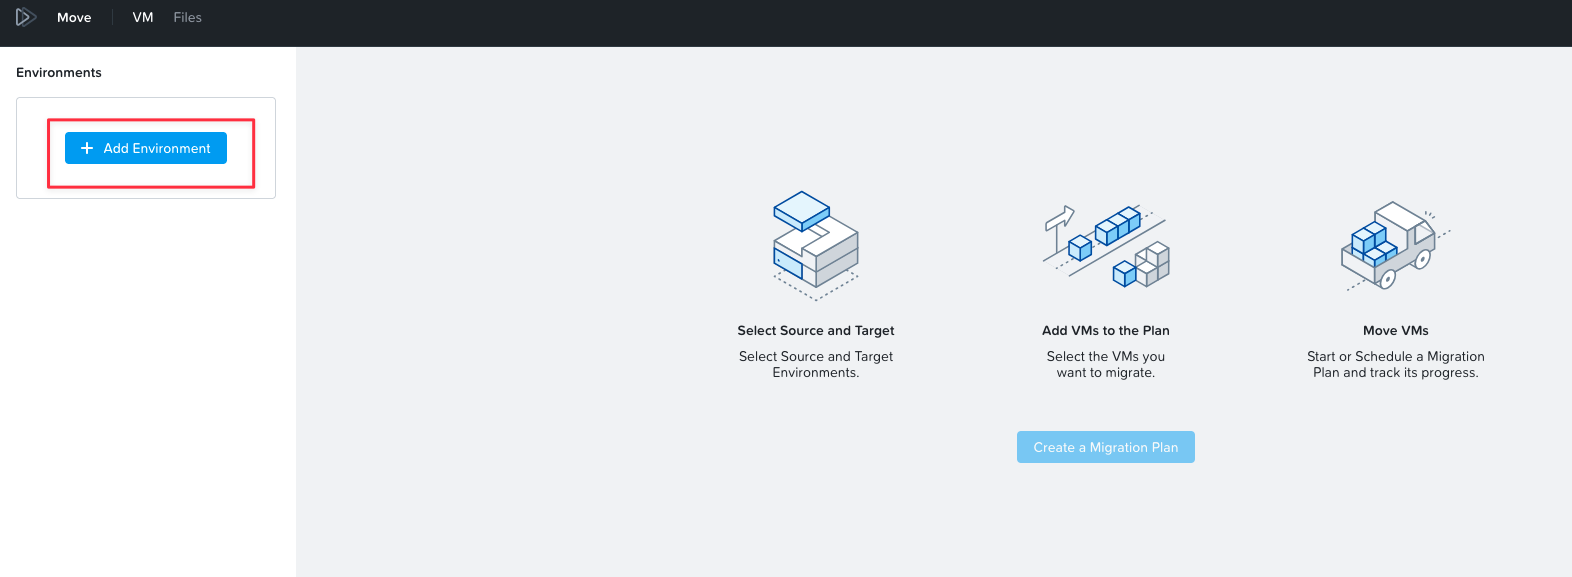 Move
VM
Files
Environments
+ Add Environment
Select Source and Target
Select Source and Target
Environments.
Add VMs to the Plan
Select the VMs you
want to migrate.
Move VMs
Start or Schedule a Migration
Plan and track its progress.
Create a Migration Plan